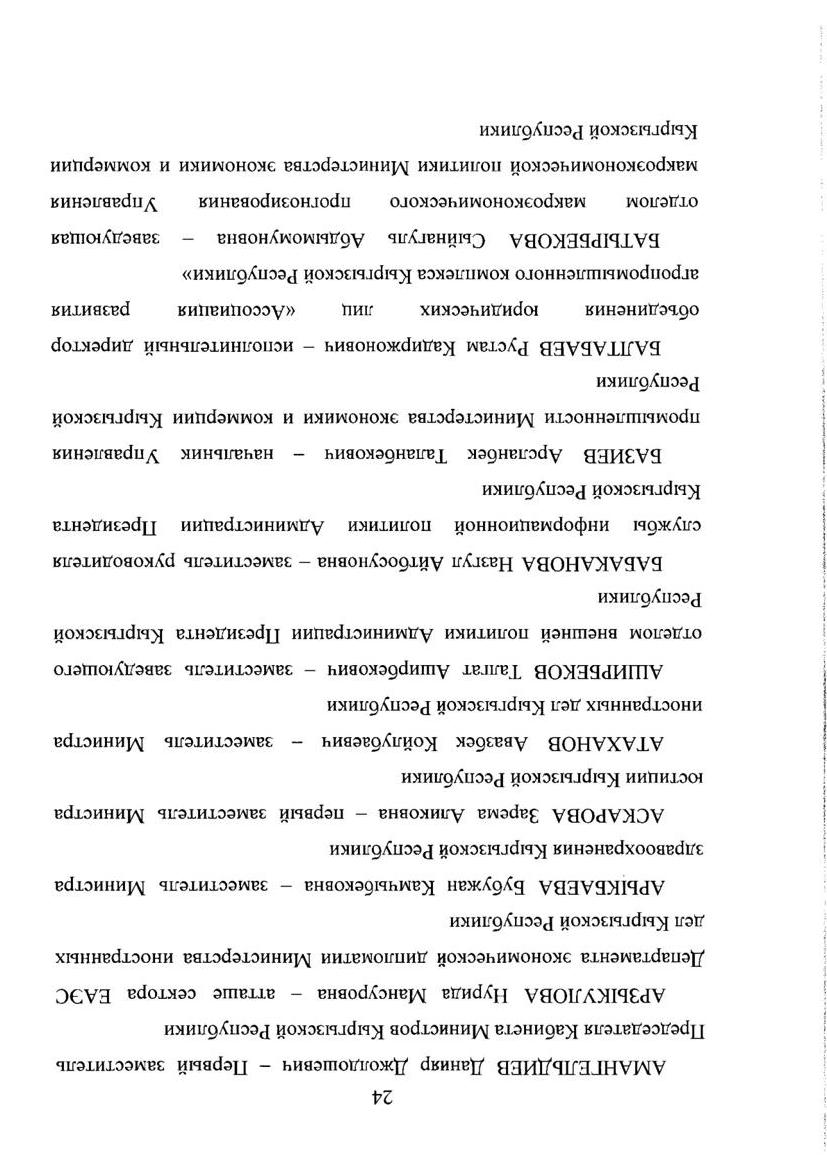 24
АМАНГЕЛЬДИЕВ Данияр Джолдошевич – Первый заместитель
Председателя Кабинета Министров Кыргызской Республики
АРЗЫКУЛОВА Нурида Мансуровна – атташе сектора ЕАЭС
Департамента экономической дипломатии Министерства иностранных
дел Кыргызской Республики
АРЫКБАЕВА Бубужан Камчыбековна – заместитель Министра
здравоохранения Кыргызской Республики
АСКАРОВА Зарема Аликовна – первый заместитель Министра
юстиции Кыргызской Республики
АТАХАНОВ Авазбек Койлубаевич – заместитель Министра
иностранных дел Кыргызской Республики
АШИРБЕКОВ Талгат Аширбекович – заместитель заведующего
отделом внешней политики Администрации Президента Кыргызской
Республики
БАБАКАНОВА Назгул Айтбосуновна – заместитель руководителя
службы информационной политики Администрации Президента
Кыргызской Республики
БАЗИЕВ Арсланбек Таланбекович – начальник Управления
промышленности Министерства экономики и коммерции Кыргызской
Республики
БАЛТАБАЕВ Рустам Кадиржонович – исполнительный директор
объединения юридических лиц «Ассоциация развития
агропромышленного комплекса Кыргызской Республики»
БАТЫРБЕКОВА Сыйнагуль Абдымомуновна – заведующая
отделом макроэкономического прогнозирования Управления
макроэкономической политики Министерства экономики и коммерции
Кыргызской Республики